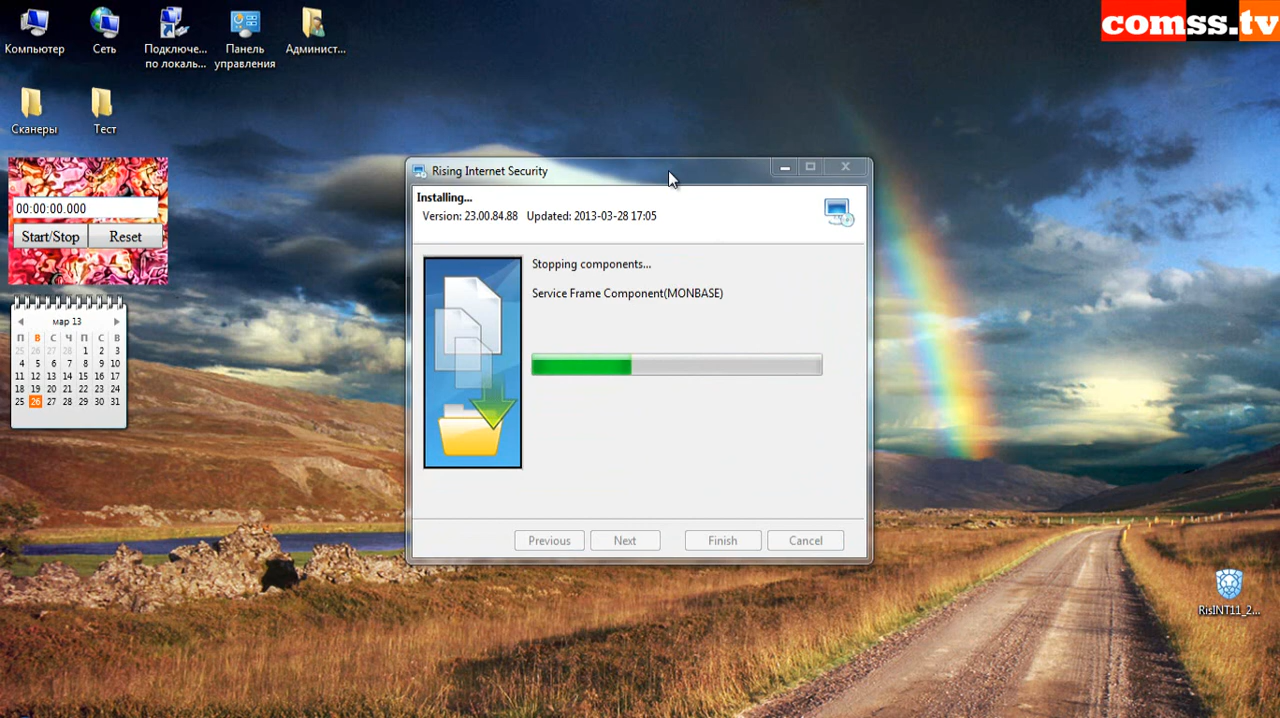 comss.tv
Компьютер
Сеть
Подключе...
по локаль...
Панель
управления
Админист...
Сканеры
Тест
00:00:00.000
Start/Stop
Reset
мар 13
П В С Ч П С В
25 26 27 28 1 2 3
4 5 6 7 8 9 10
11 12 13 14 15 16 17
18 19 20 21 22 23 24
25 26 27 28 29 30 31
Rising Internet Security
Installing...
Version: 23.00.84.88 Updated: 2013-03-28 17:05
Stopping components...
Service Frame Component(MONBASE)
Previous
Next
Finish
Cancel
RisINT11_2...